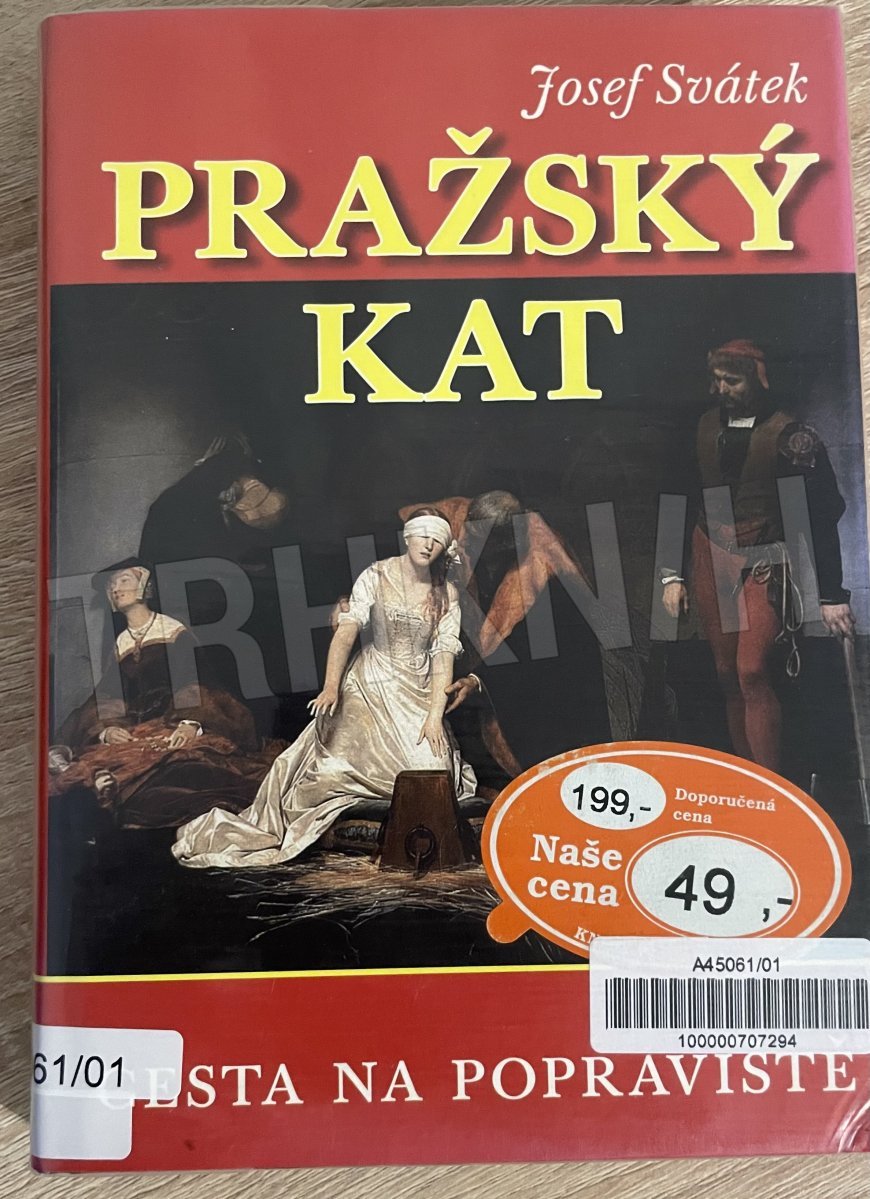 Josef Svátek
PRAŽSKÝ
KAT
TRHKNIH
199,-
Doporučená
cena
Naše
cena
49 ,-
A45061/01
100000707294
61/01
CESTA NA POPRAVIŠTĚ